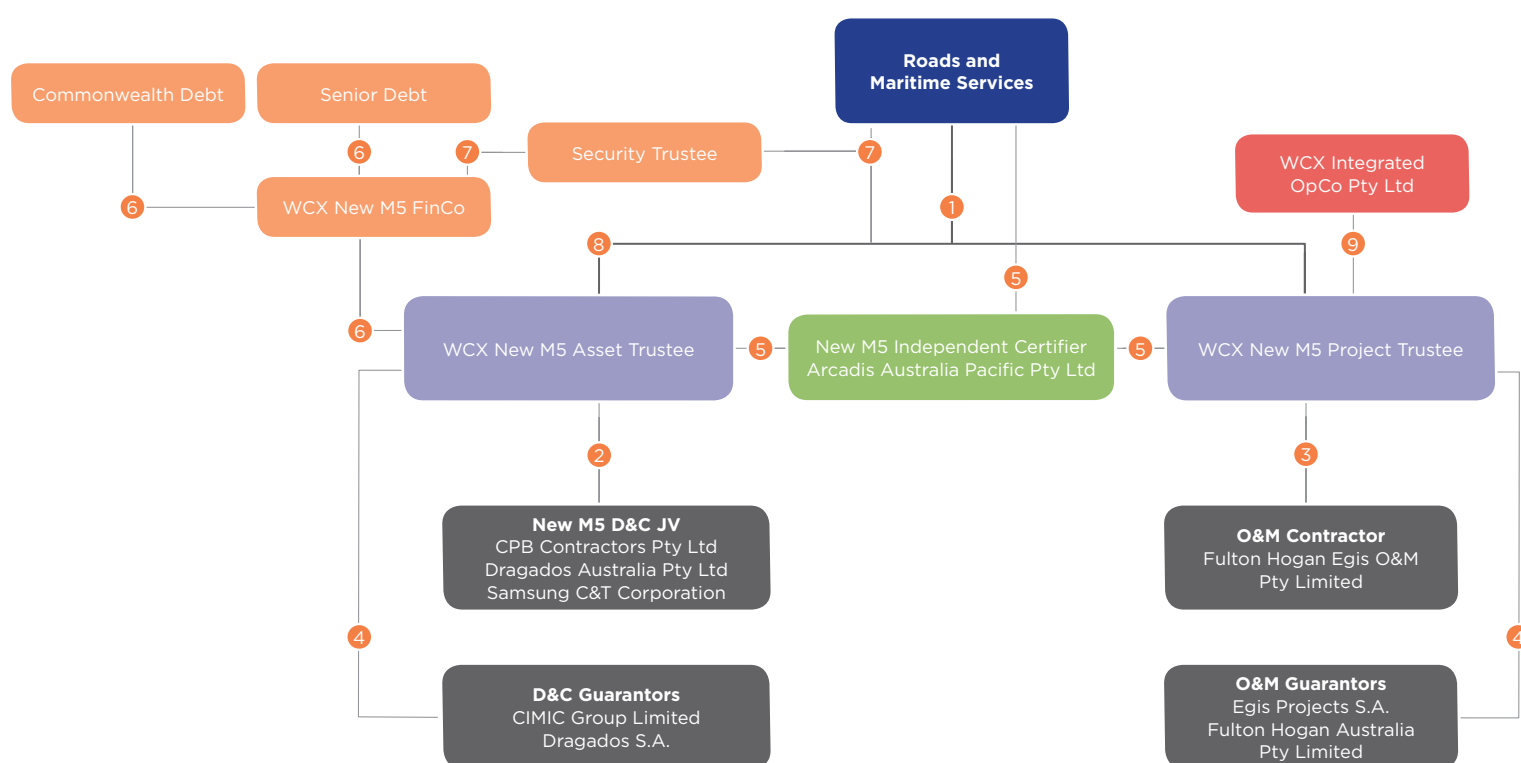 Roads and
Maritime Services
Commonwealth Debt
Senior Debt
6
7
Security Trustee
7
WCX Integrated
OpCo Pty Ltd
6
WCX New M5 FinCo
1
8
9
5
6
WCX New M5 Asset Trustee
5
New M5 Independent Certifier
Arcadis Australia Pacific Pty Ltd
5
WCX New M5 Project Trustee
2
3
New M5 D&C JV
CPB Contractors Pty Ltd
Dragados Australia Pty Ltd
Samsung C&T Corporation
O&M Contractor
Fulton Hogan Egis O&M
Pty Limited
4
4
D&C Guarantors
CIMIC Group Limited
Dragados S.A.
O&M Guarantors
Egis Projects S.A.
Fulton Hogan Australia
Pty Limited